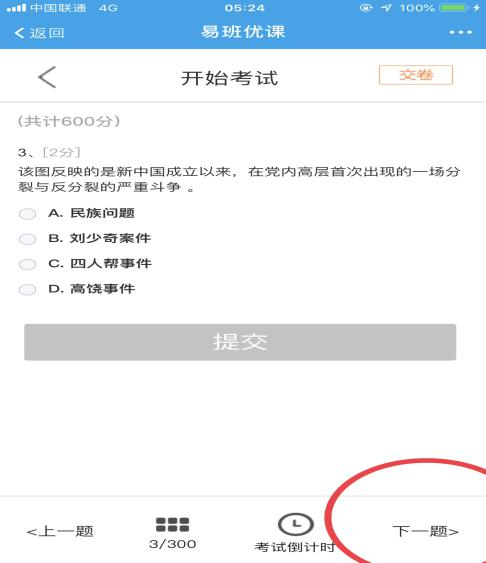 中国联通 4G 05:24 100%
<返回 易班优课
开始考试 交卷
(共计600分)
3、[2分]
该图反映的是新中国成立以来，在党内高层首次出现的一场分
裂与反分裂的严重斗争 。
A. 民族问题
B. 刘少奇案件
C. 四人帮事件
D. 高饶事件
提交
<上一题 3/300 考试倒计时 下一题>